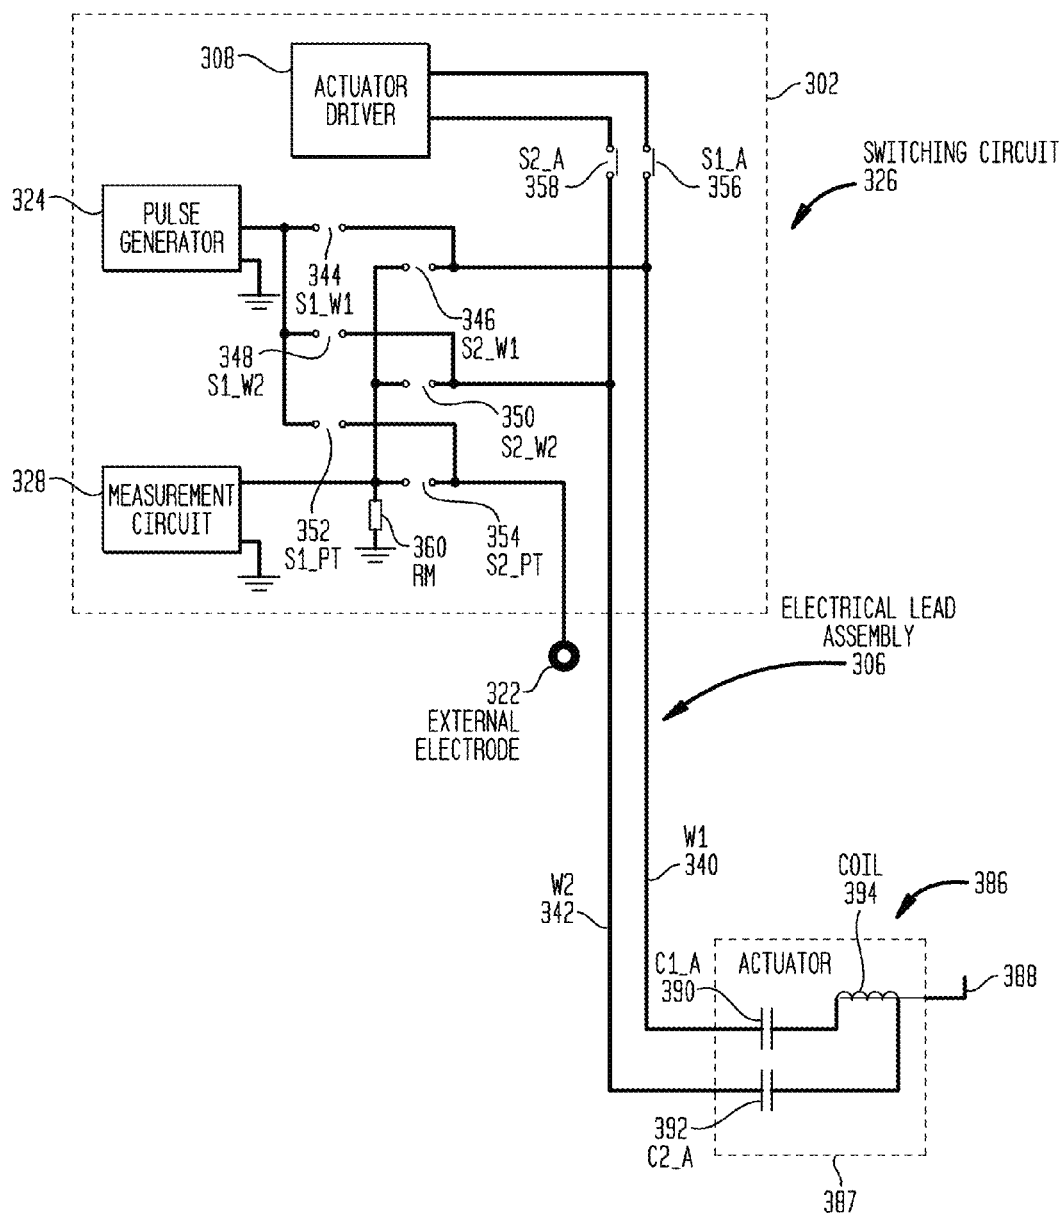 308
ACTUATOR
DRIVER
302
S2_A
358
S1_A
356
SWITCHING CIRCUIT
326
324
PULSE
GENERATOR
344
S1_W1
346
S2_W1
348
S1_W2
350
S2_W2
328
MEASUREMENT
CIRCUIT
352
S1_PT
360
RM
354
S2_PT
ELECTRICAL LEAD
ASSEMBLY
306
322
EXTERNAL
ELECTRODE
W1
340
W2
342
COIL
394
386
C1_A
390
ACTUATOR
388
392
C2_A
387